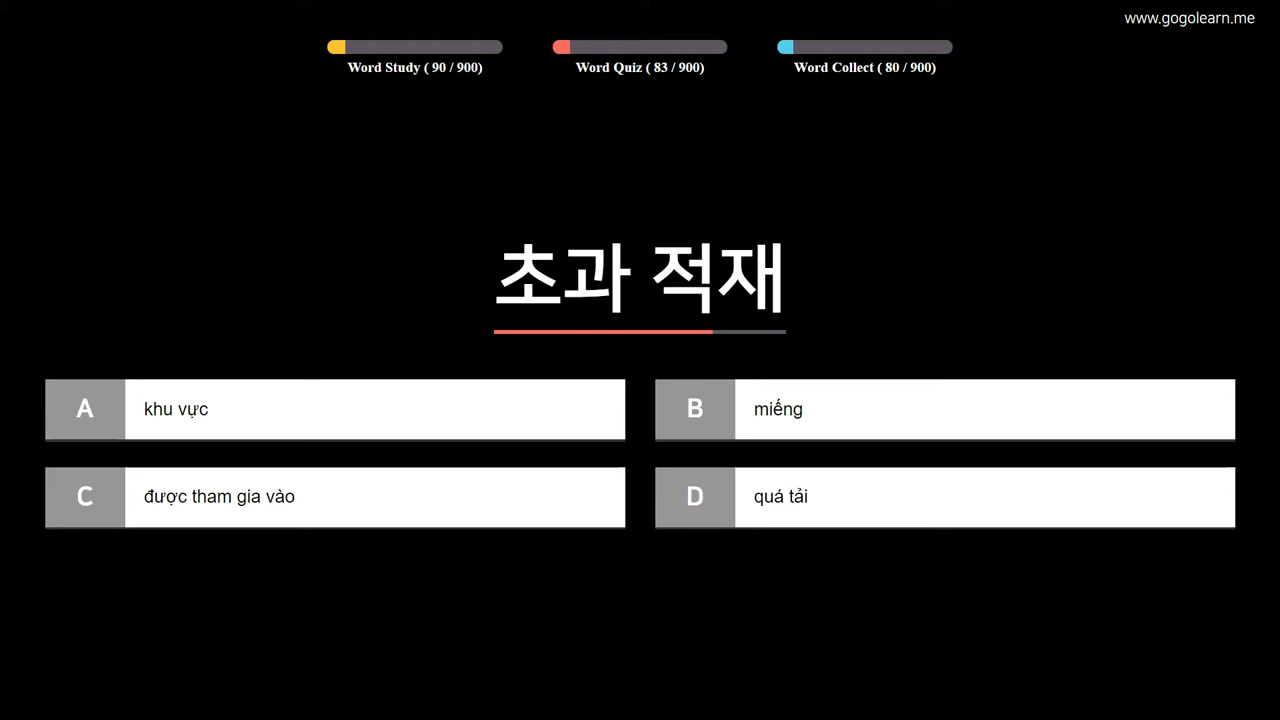 www.gogolearn.me
Word Study ( 90 / 900)
Word Quiz ( 83 / 900)
Word Collect ( 80 / 900)
초과 적재
A khu vực
B miếng
C được tham gia vào
D quá tải